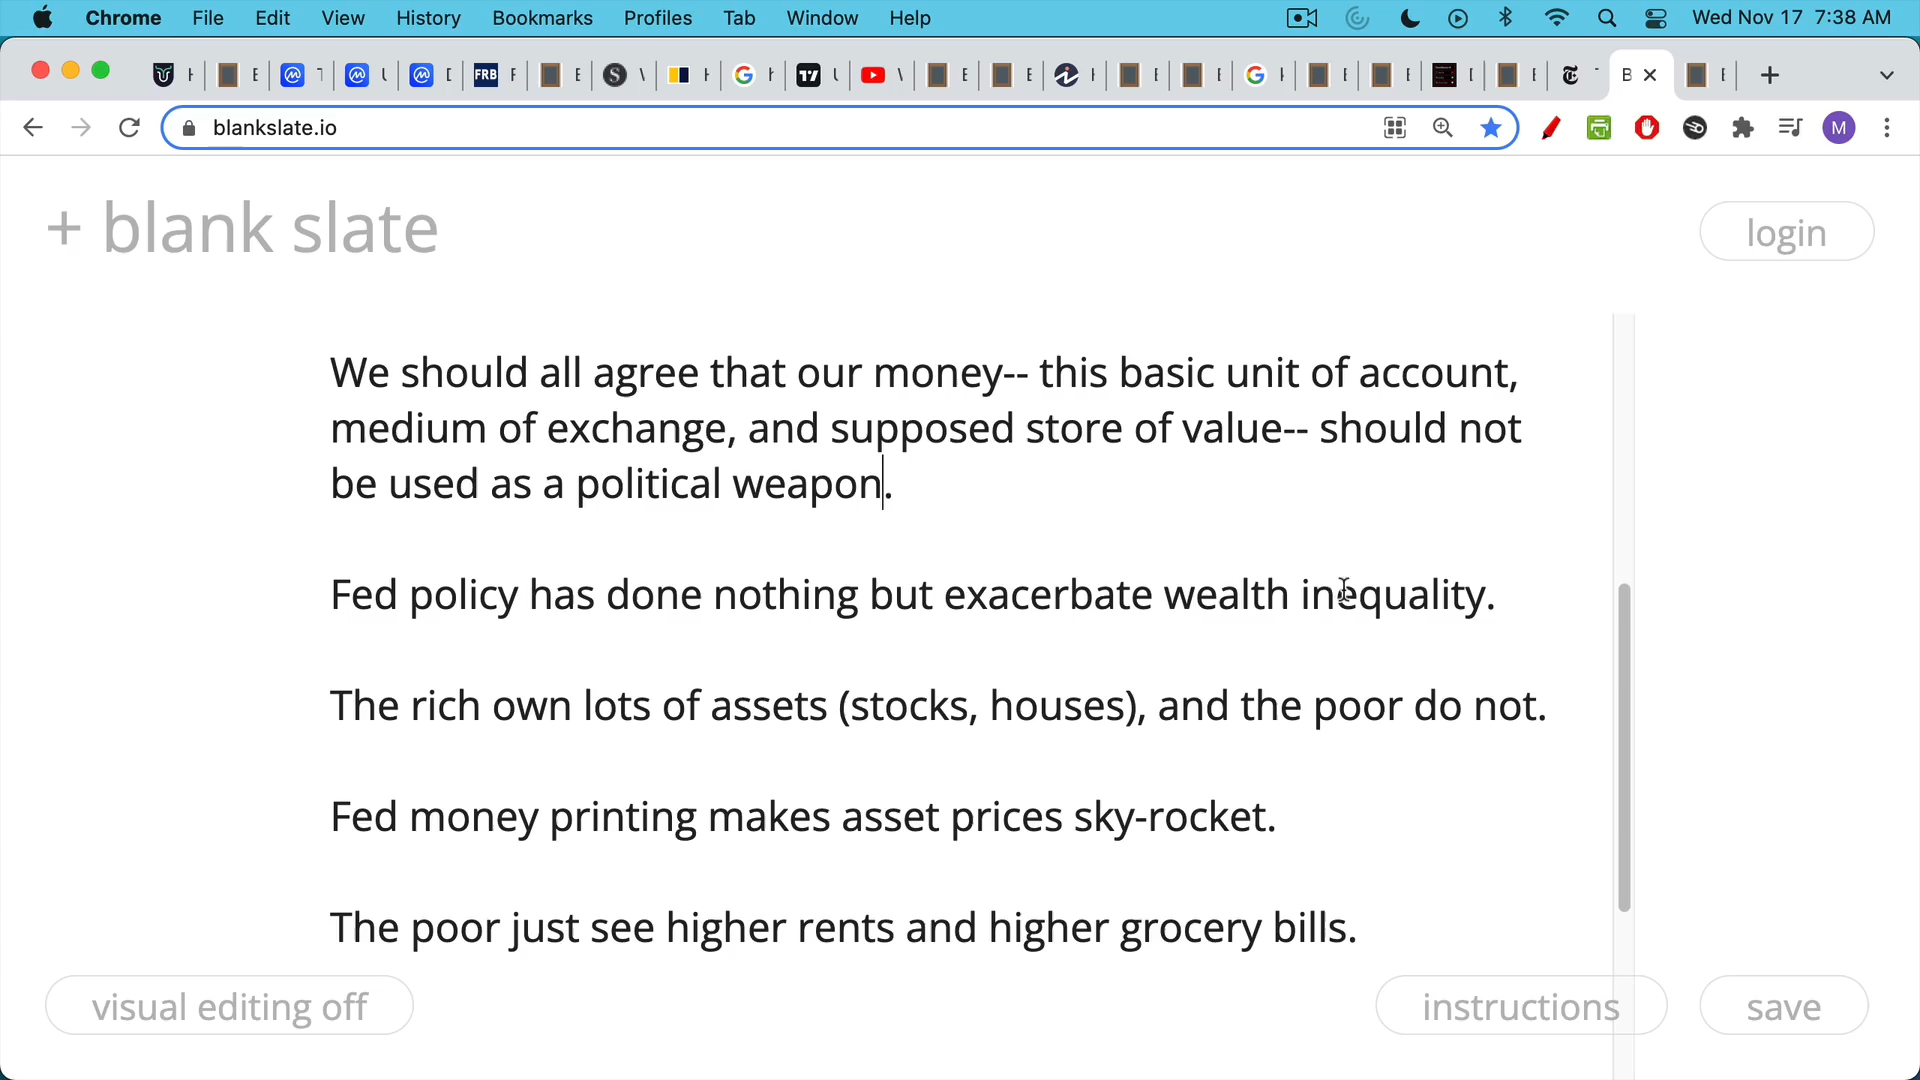 Chrome File Edit View History Bookmarks Profiles Tab Window Help Wed Nov 17 7:38 AM
FRB B
blankslate.io M
+ blank slate login
We should all agree that our money-- this basic unit of account,
medium of exchange, and supposed store of value-- should not
be used as a political weapon.
Fed policy has done nothing but exacerbate wealth inequality.
The rich own lots of assets (stocks, houses), and the poor do not.
Fed money printing makes asset prices sky-rocket.
The poor just see higher rents and higher grocery bills.
visual editing off instructions save